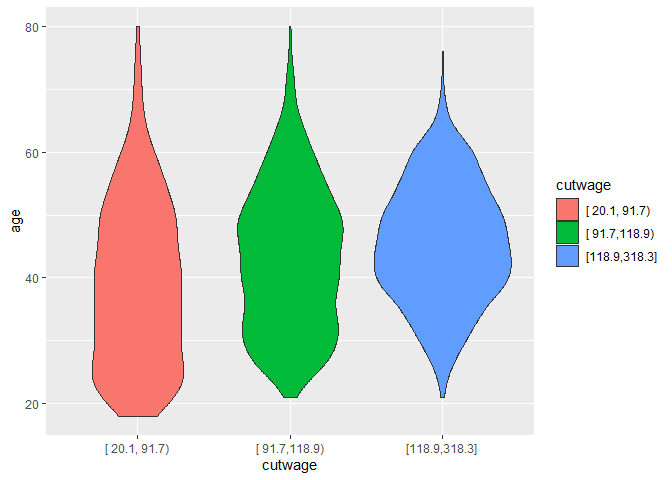 80
60
40
20
age
[ 20.1, 91.7)
[ 91.7,118.9)
[118.9,318.3]
cutwage
cutwage
[ 20.1, 91.7)
[ 91.7,118.9)
[118.9,318.3]